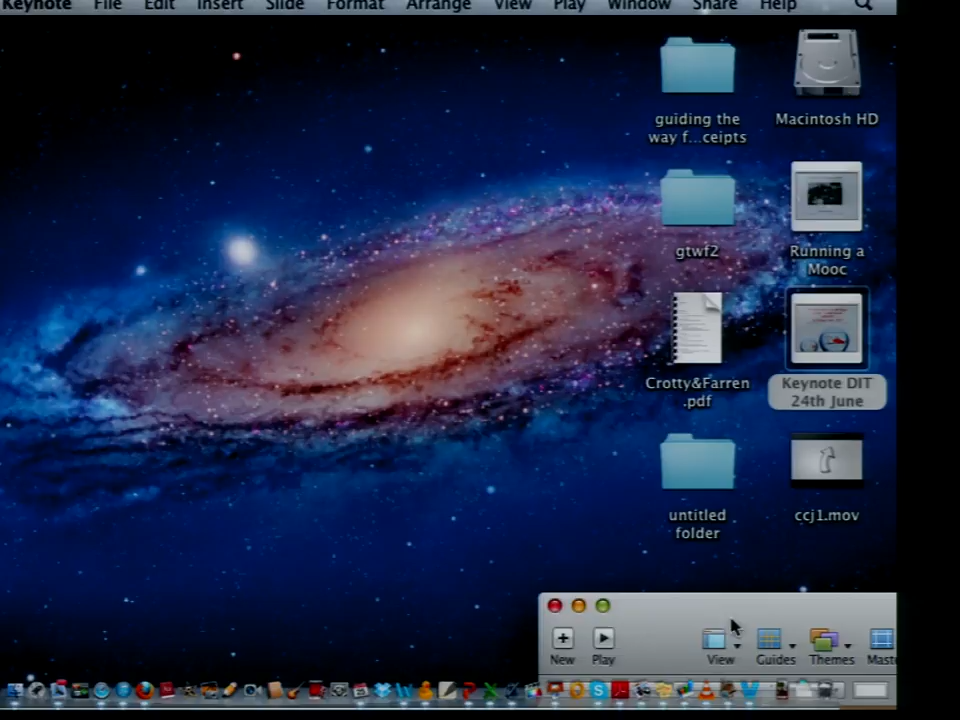 Keynote File Edit Insert Slide Format Arrange View Play Window Share Help
guiding the
way f...ceipts
Macintosh HD
gtwf2
Running a
Mooc
Crotty&Farren
.pdf
Keynote DIT
24th June
untitled
folder
ccj1.mov
New Play View Guides Themes Mast